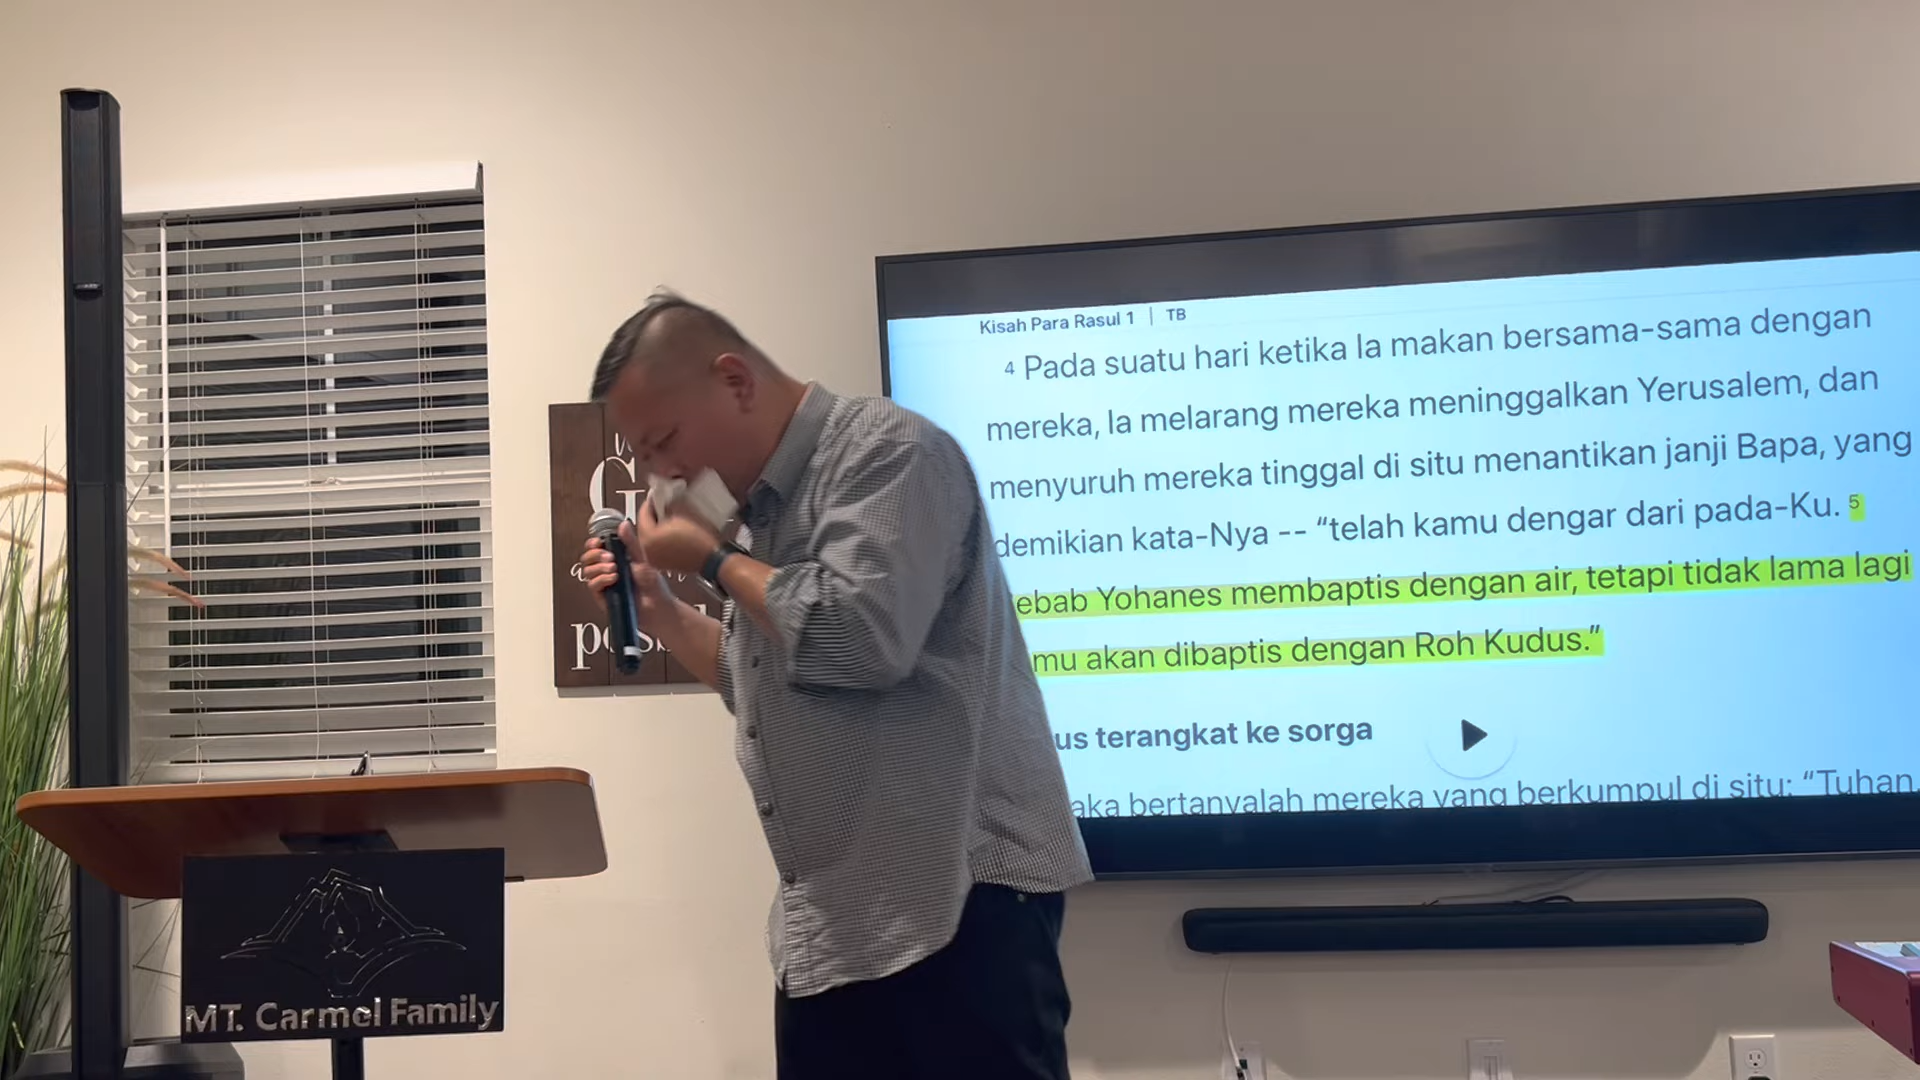 Kisah Para Rasul 1 | TB
4 Pada suatu hari ketika Ia makan bersama-sama dengan
mereka, Ia melarang mereka meninggalkan Yerusalem, dan
menyuruh mereka tinggal di situ menantikan janji Bapa, yang
demikian kata-Nya -- “telah kamu dengar dari pada-Ku. 5
ebab Yohanes membaptis dengan air, tetapi tidak lama lagi
mu akan dibaptis dengan Roh Kudus.”
us terangkat ke sorga
aka bertanyalah mereka yang berkumpul di situ: “Tuhan,
MT. Carmel Family